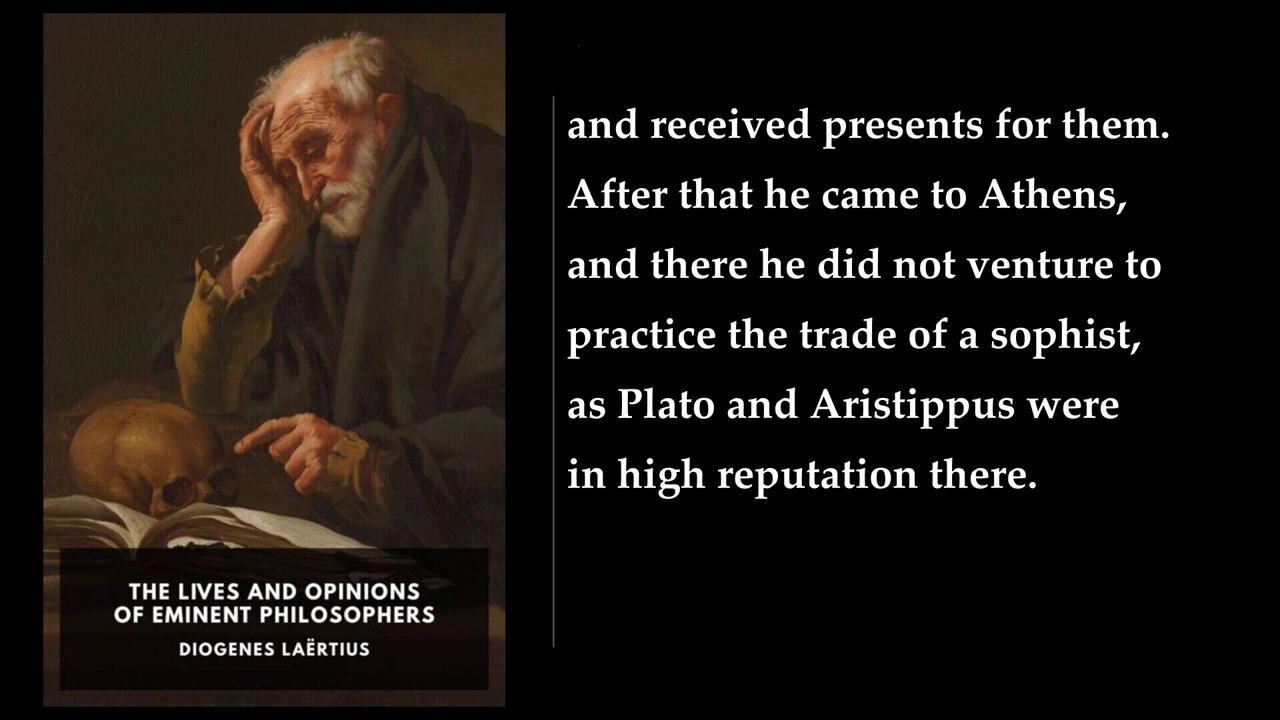 THE LIVES AND OPINIONS
OF EMINENT PHILOSOPHERS
DIOGENES LAËRTIUS
and received presents for them.
After that he came to Athens,
and there he did not venture to
practice the trade of a sophist,
as Plato and Aristippus were
in high reputation there.